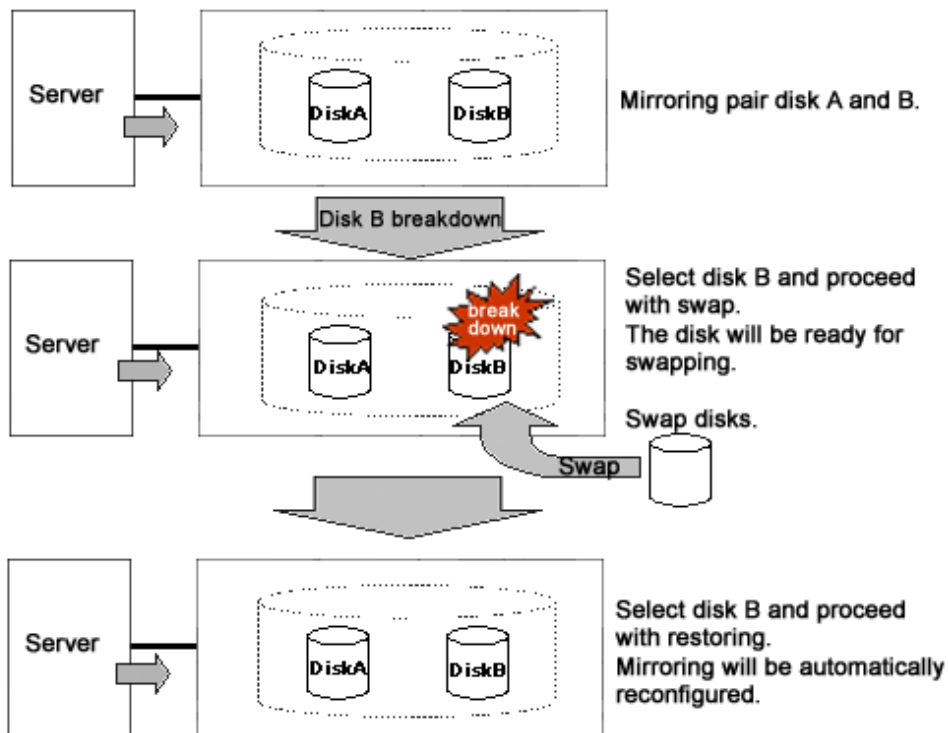 Server
DiskA
DiskB
Mirroring pair disk A and B.
Disk B breakdown
Server
DiskA
break
down
DiskB
Select disk B and proceed
with swap.
The disk will be ready for
swapping.
Swap disks.
Swap
Server
DiskA
DiskB
Select disk B and proceed
with restoring.
Mirroring will be automatically
reconfigured.